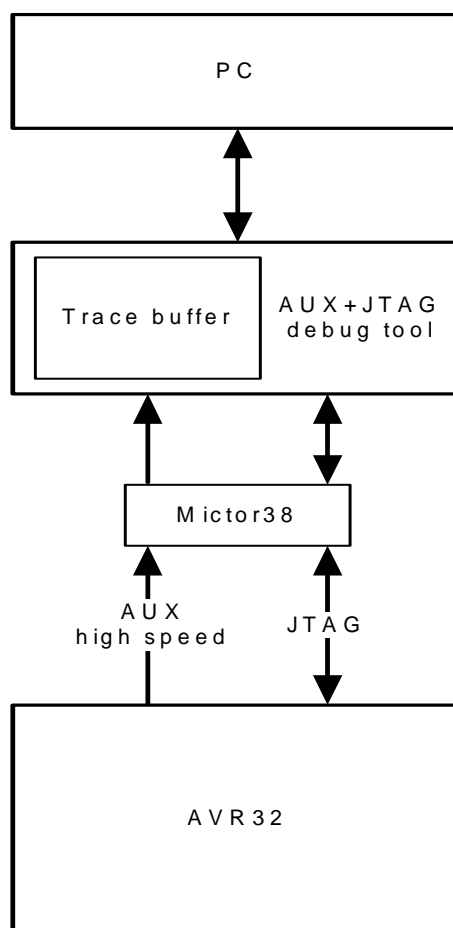 PC
Trace buffer
AUX+JTAG
debug tool
Mictor38
AUX
high speed
JTAG
AVR32